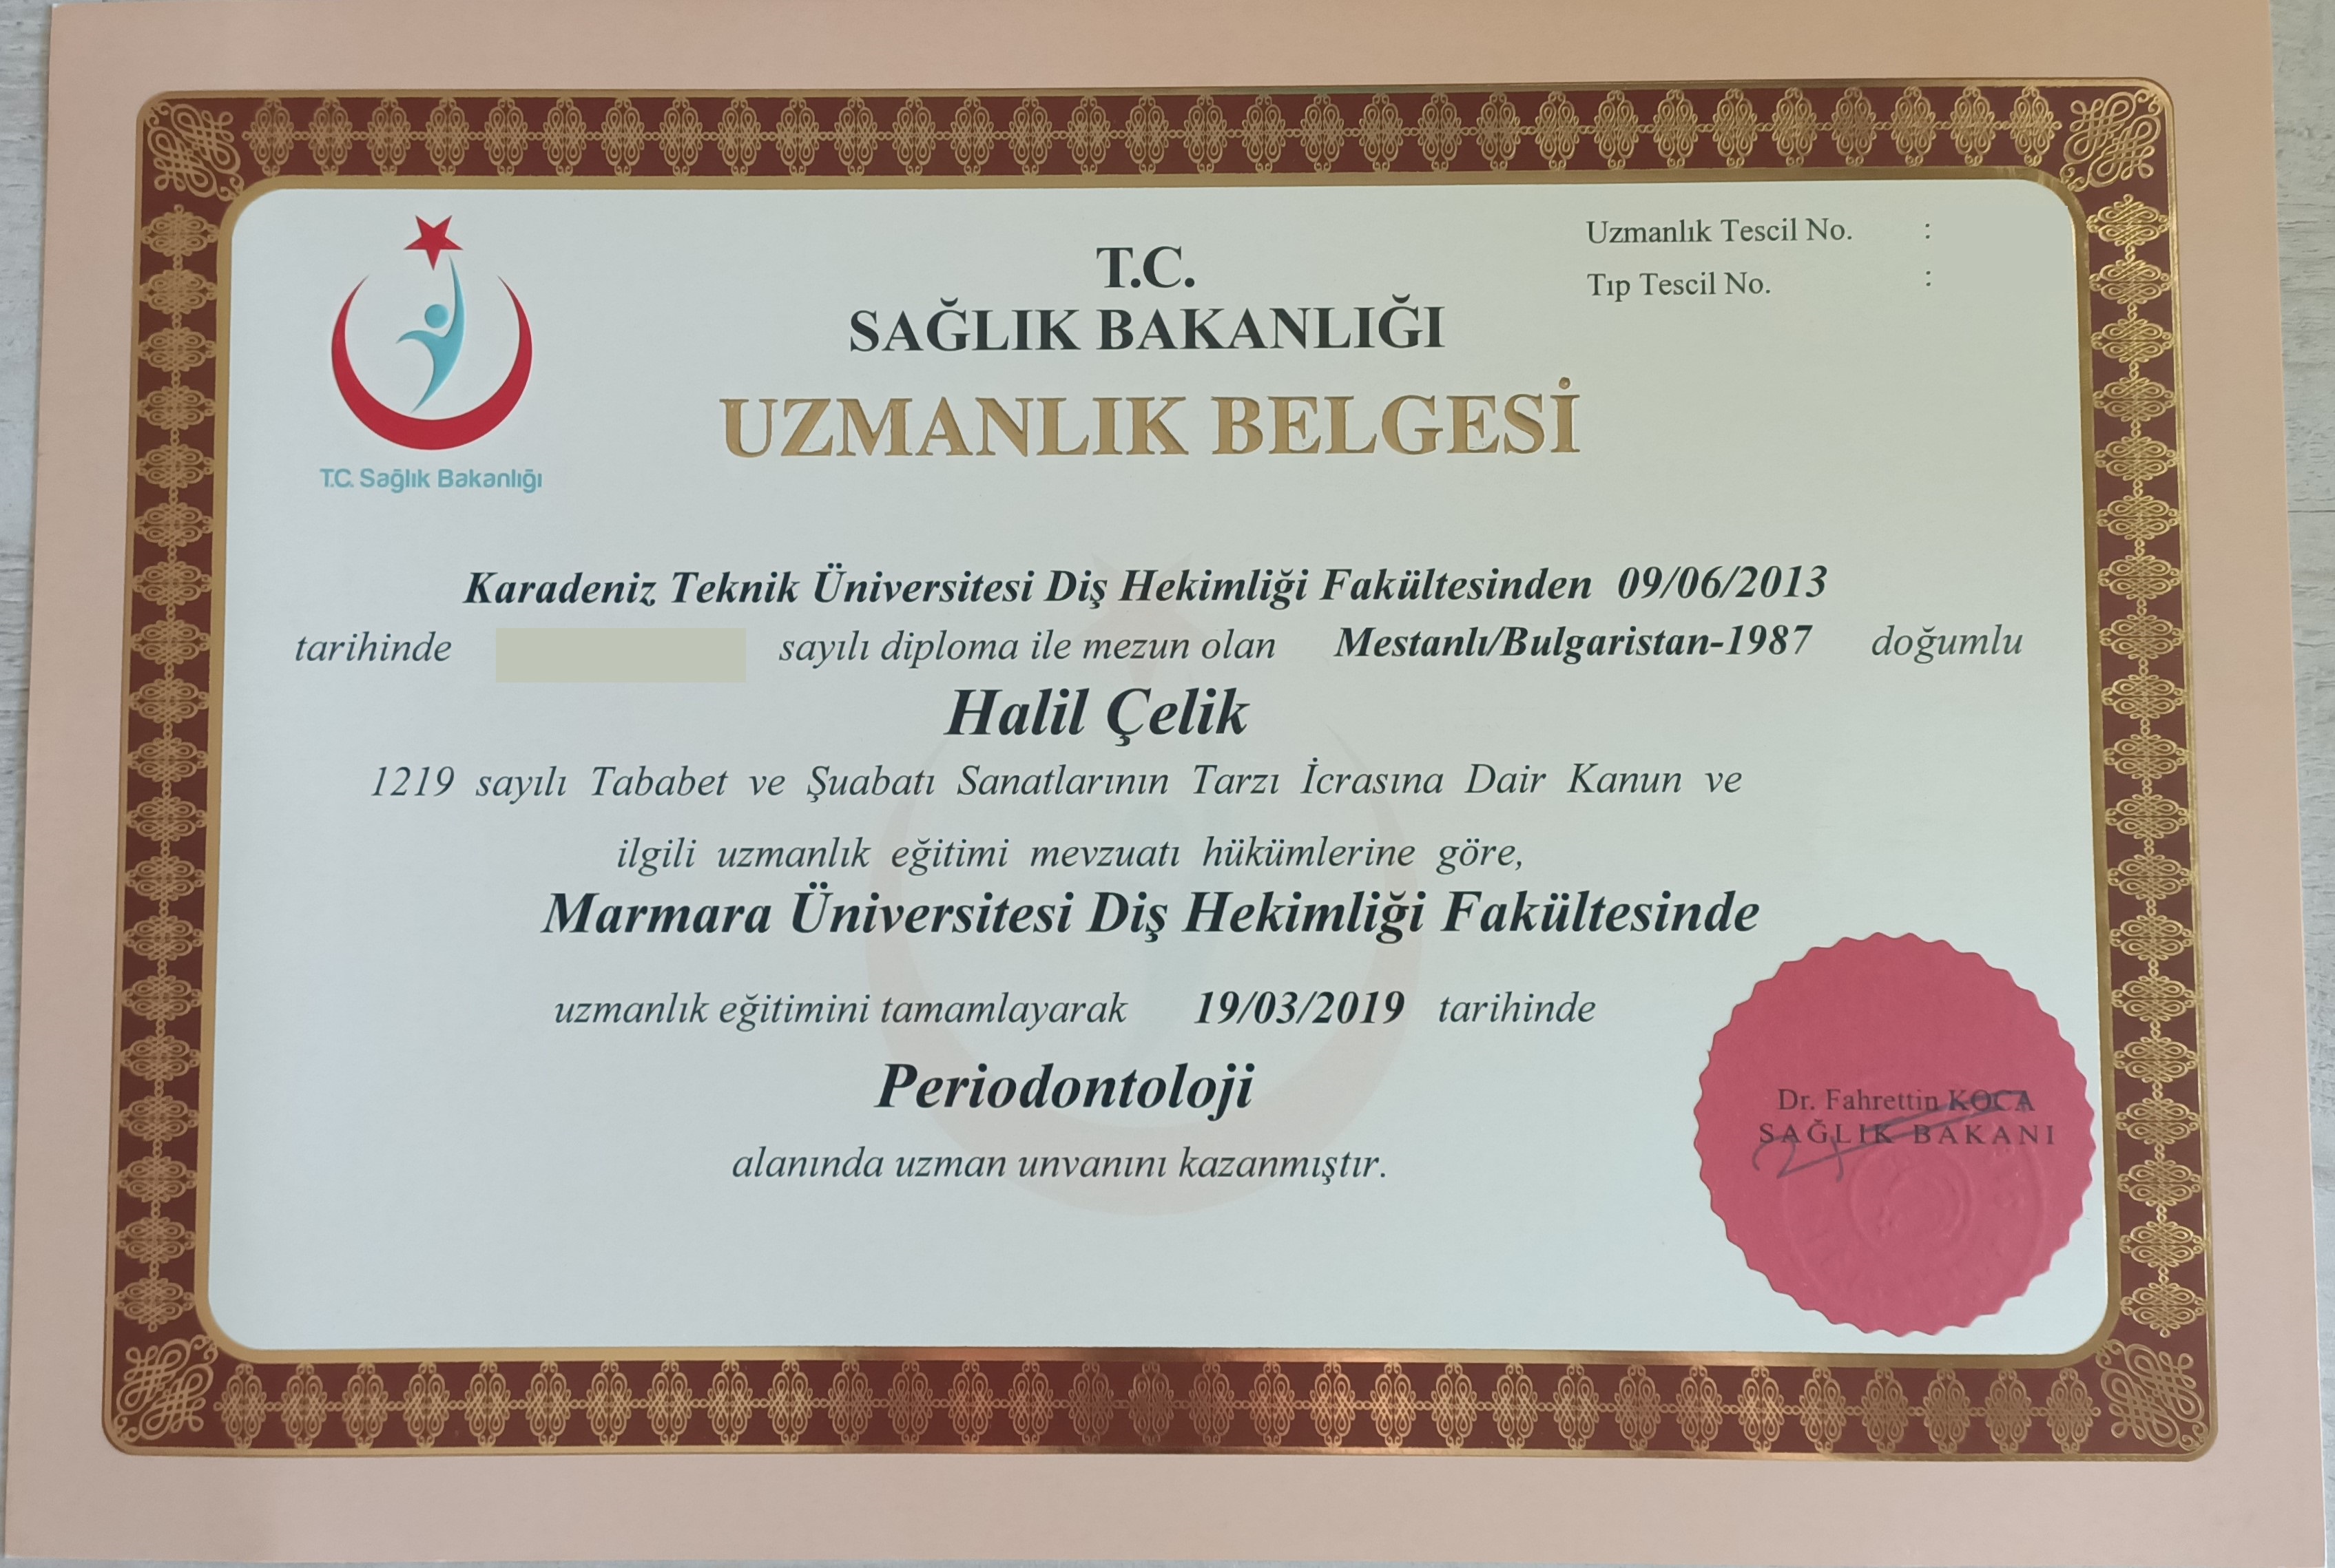 Uzmanlık Tescil No. :
Tıp Tescil No. :
T.C.
SAĞLIK BAKANLIĞI
UZMANLIK BELGESİ
T.C. Sağlık Bakanlığı
Karadeniz Teknik Üniversitesi Diş Hekimliği Fakültesinden 09/06/2013
tarihinde sayılı diploma ile mezun olan Mestanlı/Bulgaristan-1987 doğumlu
Halil Çelik
1219 sayılı Tababet ve Şuabatı Sanatlarının Tarzı İcrasına Dair Kanun ve
ilgili uzmanlık eğitimi mevzuatı hükümlerine göre,
Marmara Üniversitesi Diş Hekimliği Fakültesinde
uzmanlık eğitimini tamamlayarak 19/03/2019 tarihinde
Periodontoloji
alanında uzman unvanını kazanmıştır.
Dr. Fahrettin KOCA
SAĞLIK BAKANI